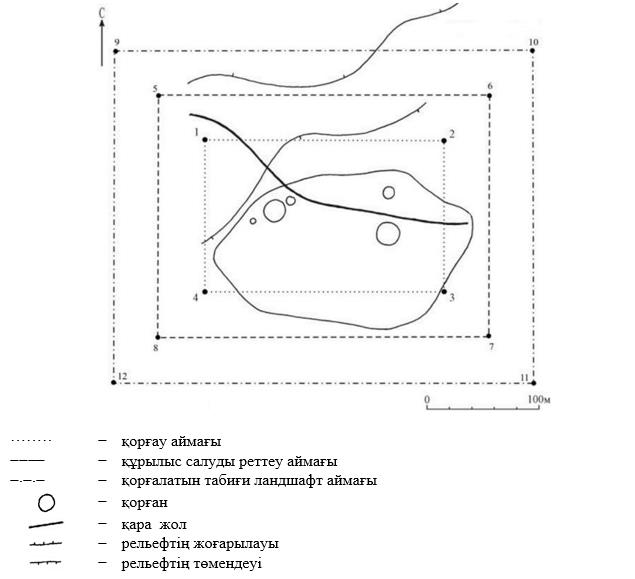 С
9 10
5 6
1 2
4 3
8 7
12 11
0 100м
– қорғау аймағы
– құрылыс салуды реттеу аймағы
– қорғалатын табиғи ландшафт аймағы
– қорған
– қара жол
– рельефтің жоғарылауы
– рельефтің төмендеуі